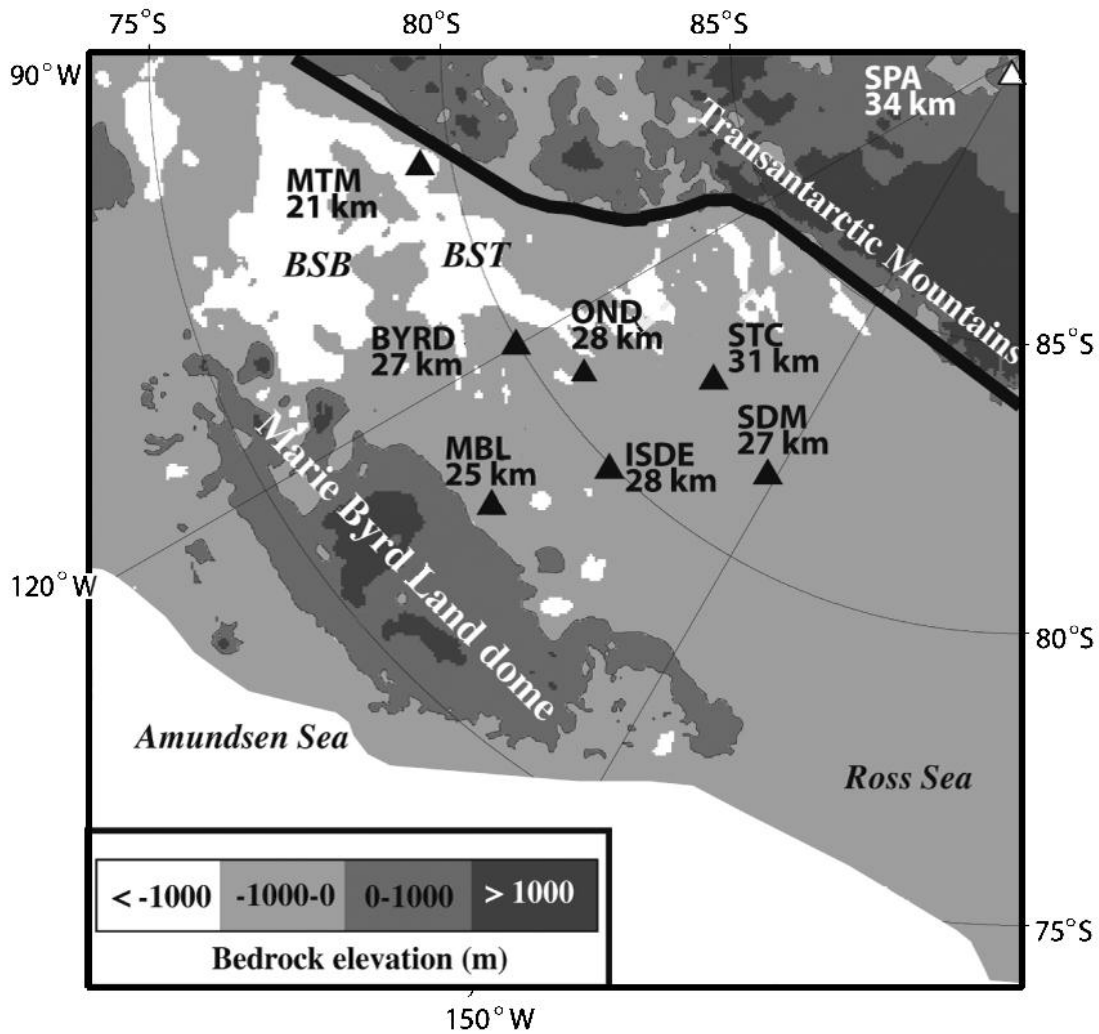 75°S
80°S
85°S
90°W
SPA
34 km
Transantarctic Mountains
MTM
21 km
BSB
BST
OND
28 km
BYRD
27 km
STC
31 km
85°S
SDM
27 km
MBL
25 km
ISDE
28 km
Marie Byrd Land dome
120°W
80°S
Amundsen Sea
Ross Sea
< -1000
-1000-0
0-1000
> 1000
Bedrock elevation (m)
75°S
150°W